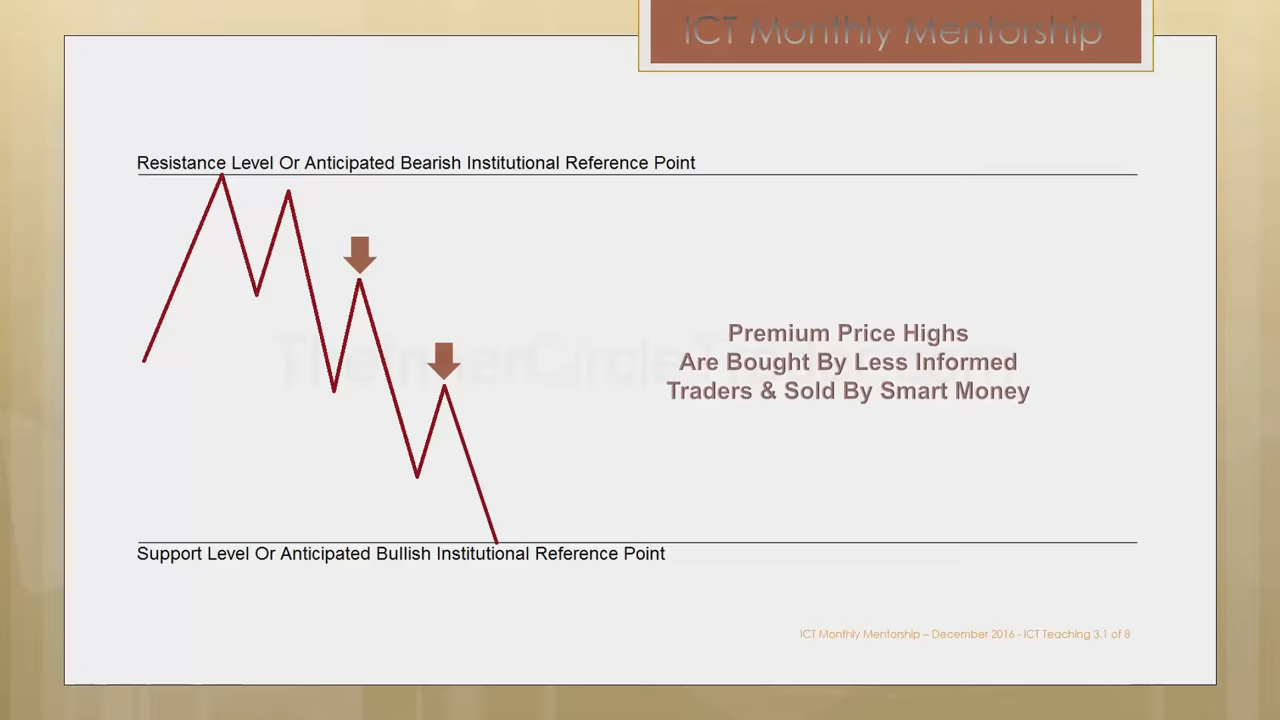 ICT Monthly Mentorship
Resistance Level Or Anticipated Bearish Institutional Reference Point
Premium Price Highs
Are Bought By Less Informed
Traders & Sold By Smart Money
TheInnerCircleTrader.com
Support Level Or Anticipated Bullish Institutional Reference Point
ICT Monthly Mentorship – December 2016 - ICT Teaching 3.1 of 8